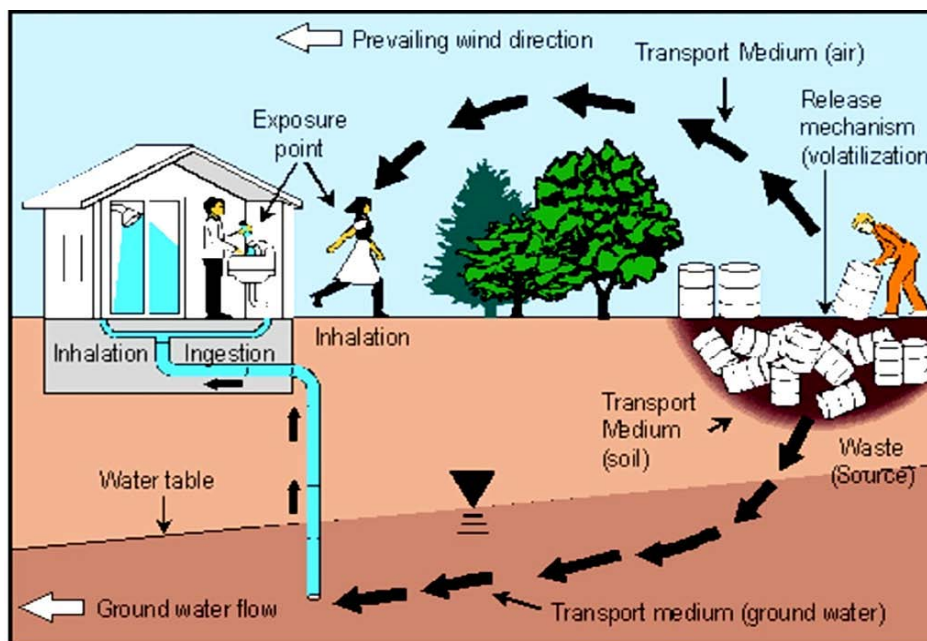 Prevailing wind direction
Transport Medium (air)
Release
mechanism
(volatilization)
Exposure
point
Inhalation
Ingestion
Inhalation
Transport
Medium
(soil)
Waste
(Source)
Water table
Ground water flow
Transport medium (ground water)